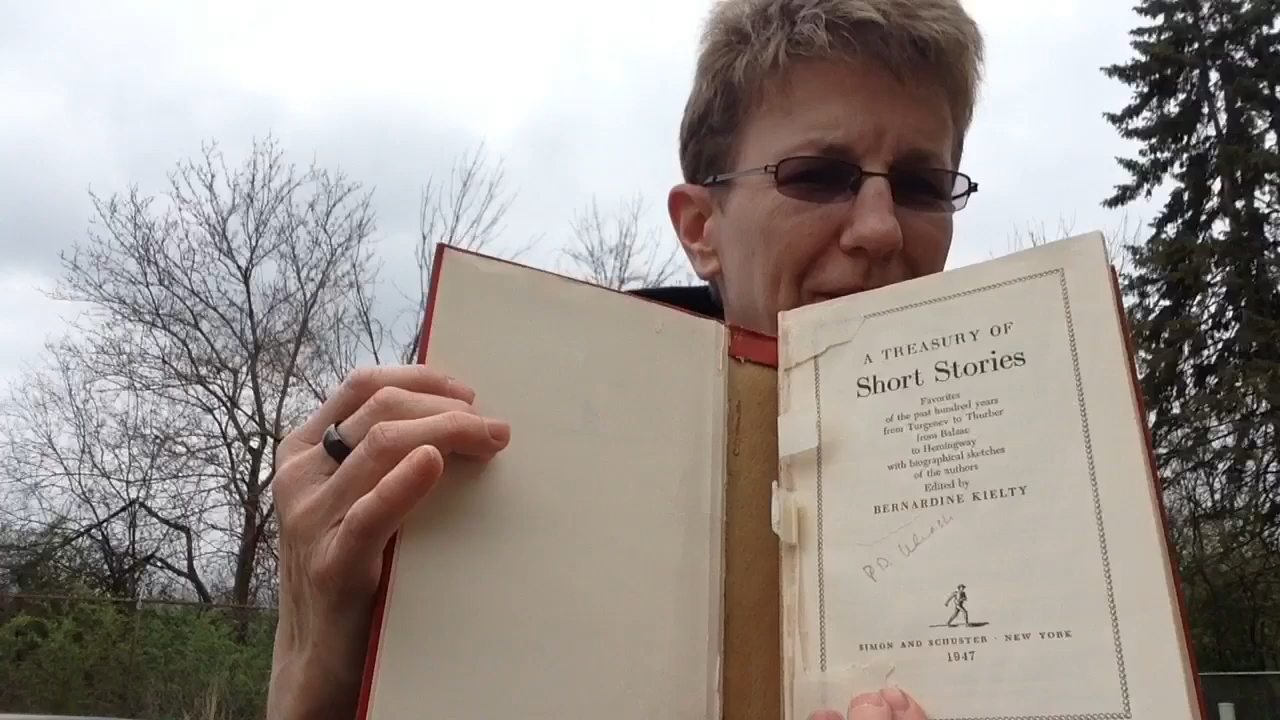 A TREASURY OF
Short Stories
Favorites
of the past hundred years
from Turgenev to Thurber
from Balzac
to Hemingway
with biographical sketches
of the authors
Edited by
BERNARDINE KIELTY
P.D.
SIMON AND SCHUSTER · NEW YORK
1947